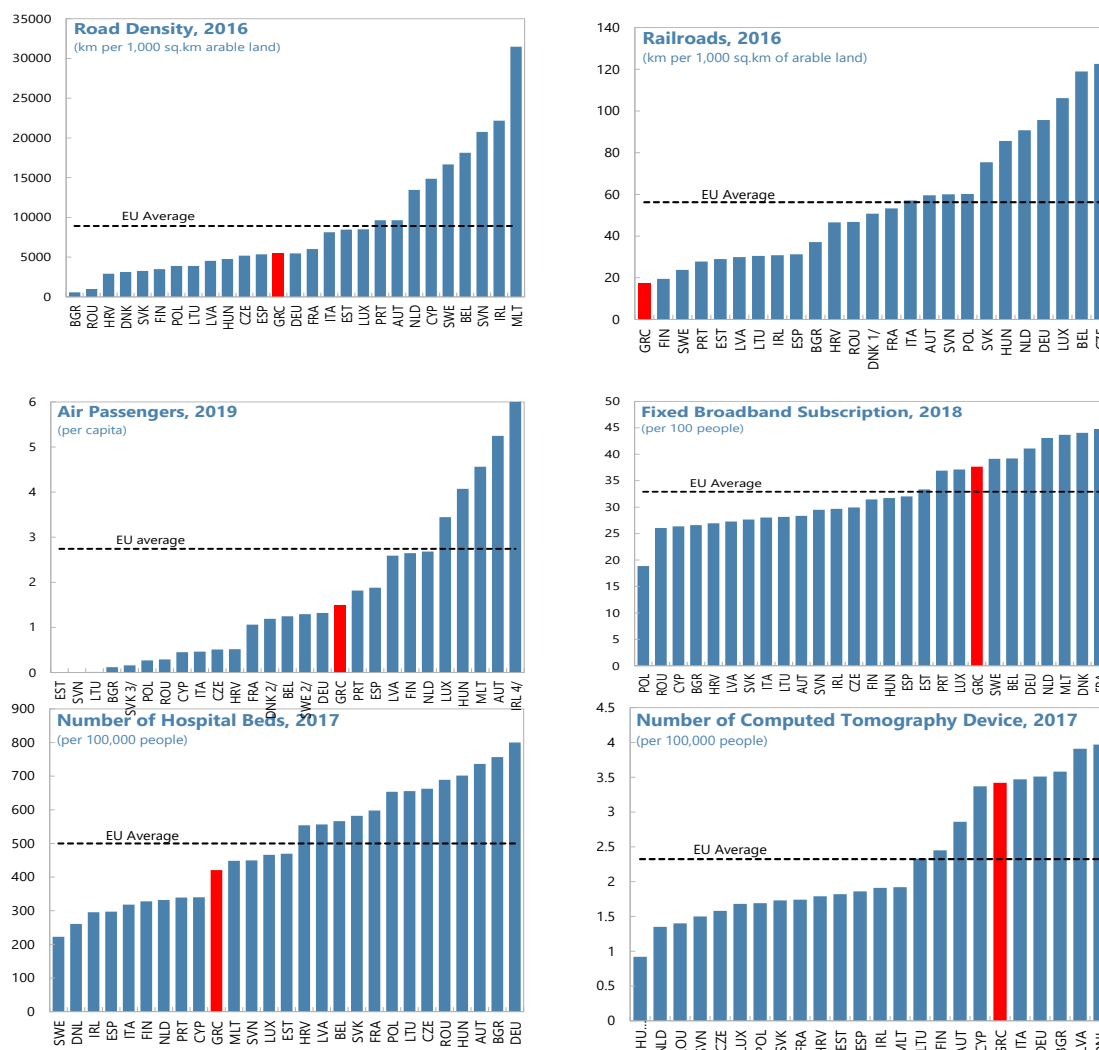 Road Density, 2016
(km per 1,000 sq.km arable land)
35000
30000
25000
20000
15000
10000
5000
0
EU Average
BGR ROU HRV DNK SVK FIN POL LTU LVA HUN CZE ESP GRC DEU FRA ITA EST LUX PRT AUT NLD CYP SWE BEL SVN IRL MLT
Railroads, 2016
(km per 1,000 sq.km of arable land)
140
120
100
80
60
40
20
0
EU Average
GRC FIN SWE PRT EST LVA LTU IRL ESP BGR HRV ROU DNK 1/ FRA ITA AUT SVN POL SVK HUN NLD DEU LUX BEL CZE
Air Passengers, 2019
(per capita)
6
5
4
3
2
1
0
EU average
EST SVN LTU BGR SVK 3/ POL ROU CYP ITA CZE HRV FRA DNK 2/ BEL SWE 2/ DEU GRC PRT ESP LVA FIN NLD LUX HUN MLT AUT IRL 4/
Fixed Broadband Subscription, 2018
(per 100 people)
50
45
40
35
30
25
20
15
10
5
0
EU Average
POL ROU CYP BGR HRV LVA SVK ITA LTU AUT SVN IRL CZE FIN HUN ESP EST PRT LUX GRC SWE BEL DEU NLD MLT DNK FRA
Number of Hospital Beds, 2017
(per 100,000 people)
900
800
700
600
500
400
300
200
100
0
EU Average
SWE DNL IRL ESP ITA FIN NLD PRT CYP GRC MLT SVN LUX EST HRV LVA BEL SVK FRA POL LTU CZE ROU HUN AUT BGR DEU
Number of Computed Tomography Device, 2017
(per 100,000 people)
4.5
4
3.5
3
2.5
2
1.5
1
0.5
0
EU Average
HU... NLD ROU SVN CZE LUX POL SVK FRA HRV EST ESP IRL MLT LTU FIN AUT CYP GRC ITA DEU BGR LVA